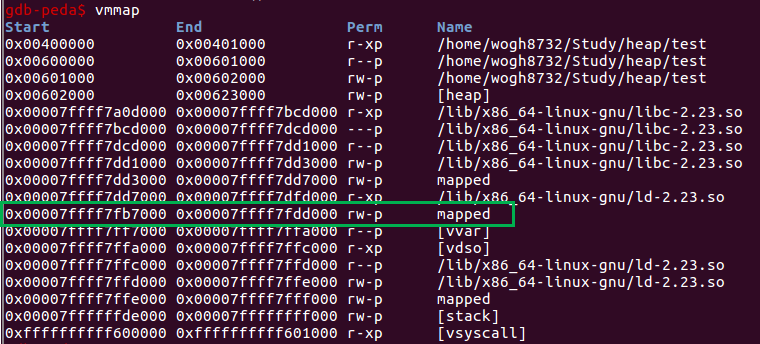 gdb-peda$ vmmap
Start End Perm Name
0x00400000 0x00401000 r-xp /home/wogh8732/Study/heap/test
0x00600000 0x00601000 r--p /home/wogh8732/Study/heap/test
0x00601000 0x00602000 rw-p /home/wogh8732/Study/heap/test
0x00602000 0x00623000 rw-p [heap]
0x00007ffff7a0d000 0x00007ffff7bcd000 r-xp /lib/x86_64-linux-gnu/libc-2.23.so
0x00007ffff7bcd000 0x00007ffff7dcd000 ---p /lib/x86_64-linux-gnu/libc-2.23.so
0x00007ffff7dcd000 0x00007ffff7dd1000 r--p /lib/x86_64-linux-gnu/libc-2.23.so
0x00007ffff7dd1000 0x00007ffff7dd3000 rw-p /lib/x86_64-linux-gnu/libc-2.23.so
0x00007ffff7dd3000 0x00007ffff7dd7000 rw-p mapped
0x00007ffff7dd7000 0x00007ffff7dfd000 r-xp /lib/x86_64-linux-gnu/ld-2.23.so
0x00007ffff7fb7000 0x00007ffff7fdd000 rw-p mapped
0x00007ffff7ff7000 0x00007ffff7ffa000 r--p [vvar]
0x00007ffff7ffa000 0x00007ffff7ffc000 r-xp [vdso]
0x00007ffff7ffc000 0x00007ffff7ffd000 r--p /lib/x86_64-linux-gnu/ld-2.23.so
0x00007ffff7ffd000 0x00007ffff7ffe000 rw-p /lib/x86_64-linux-gnu/ld-2.23.so
0x00007ffff7ffe000 0x00007ffff7fff000 rw-p mapped
0x00007ffffffde000 0x00007ffffffff000 rw-p [stack]
0xffffffffff600000 0xffffffffff601000 r-xp [vsyscall]